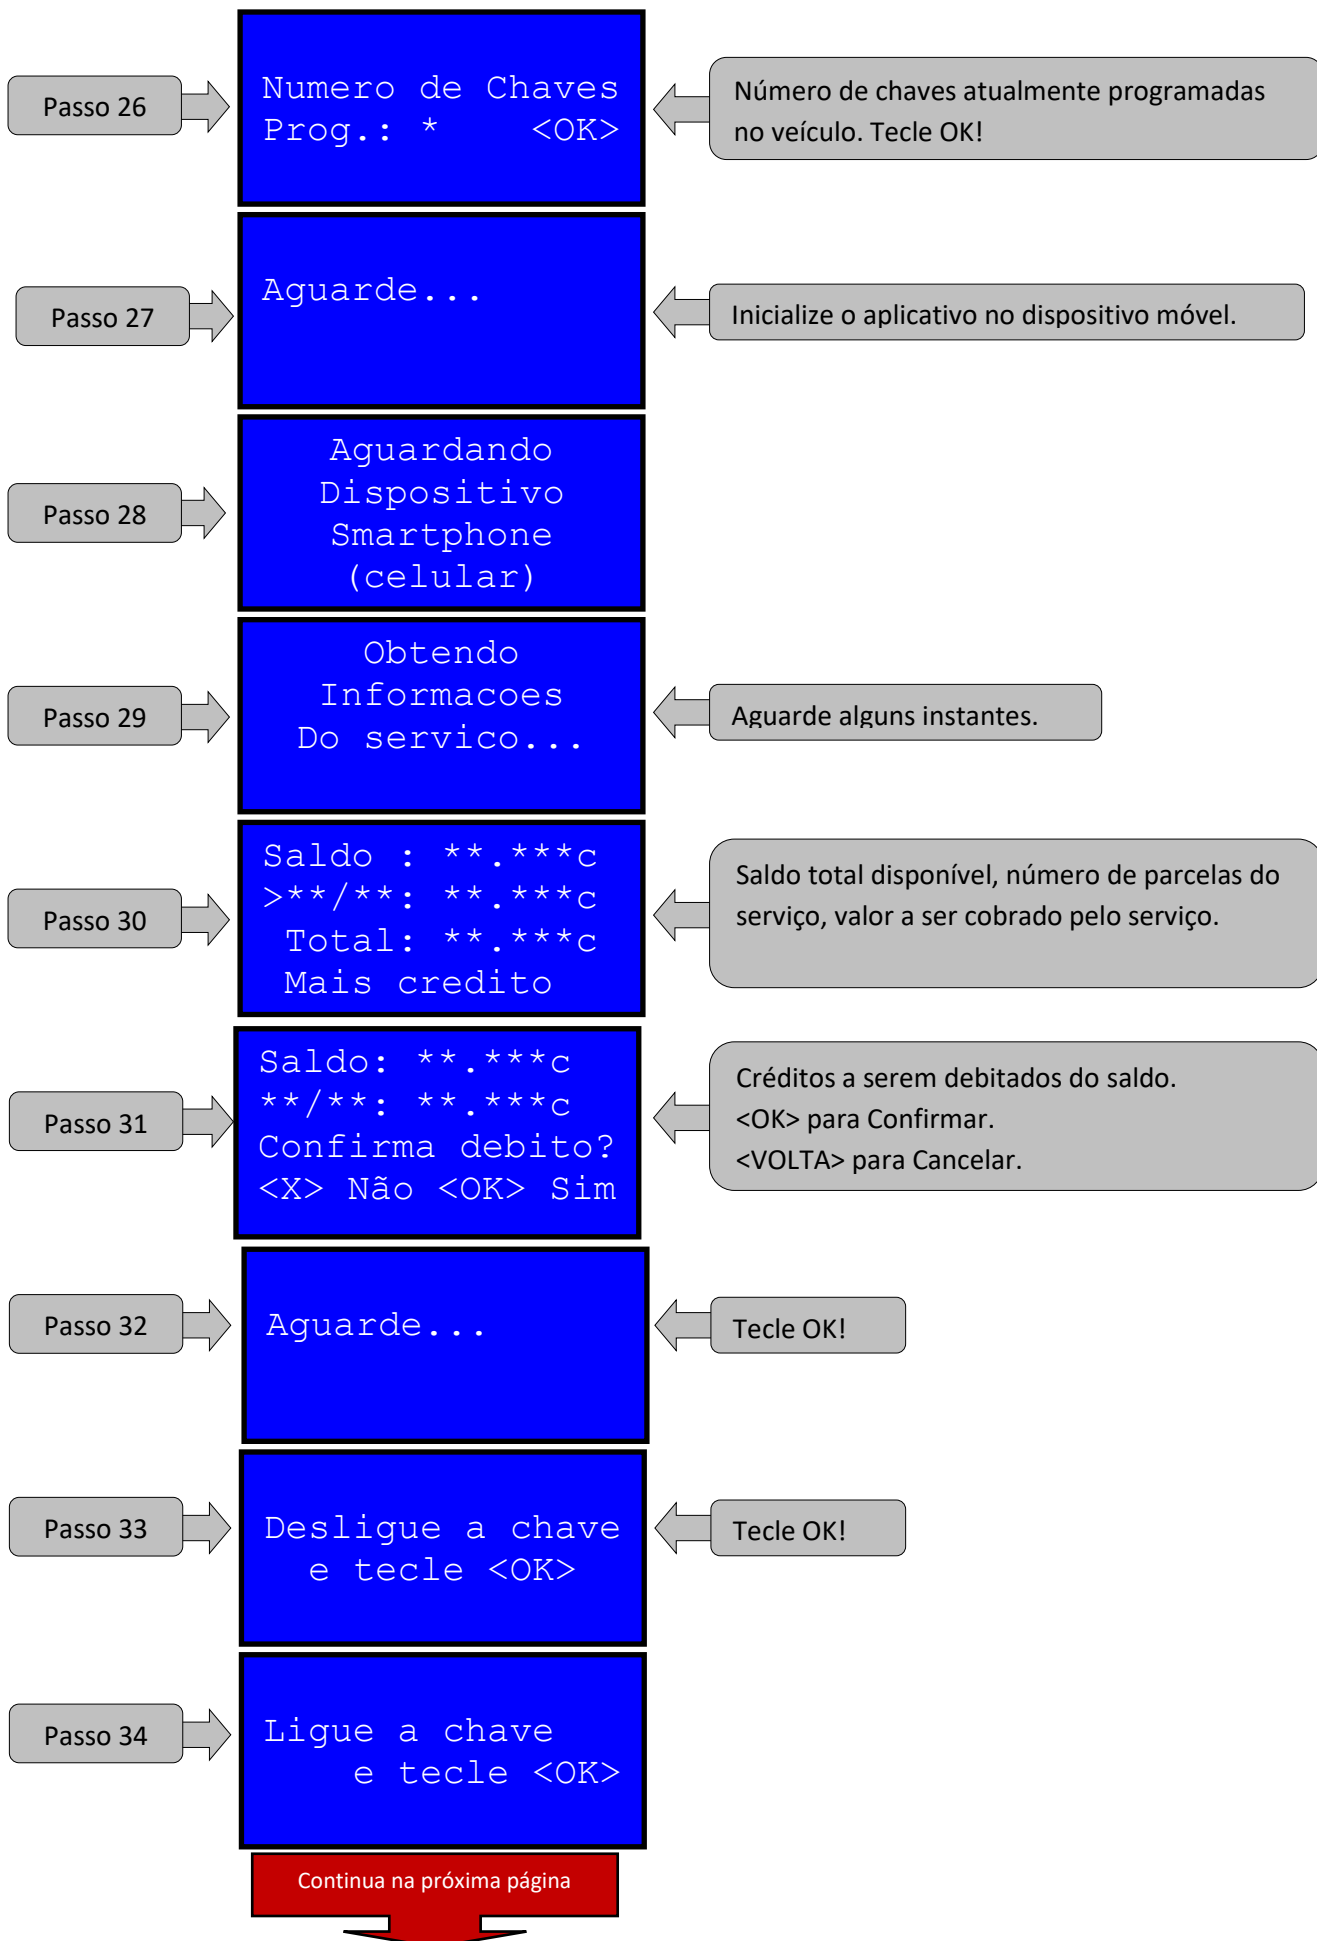 Passo 26
Numero de Chaves
Prog.: * <OK>
Número de chaves atualmente programadas
no veículo. Tecle OK!
Passo 27
Aguarde...
Inicialize o aplicativo no dispositivo móvel.
Passo 28
Aguardando
Dispositivo
Smartphone
(celular)
Passo 29
Obtendo
Informacoes
Do servico...
Aguarde alguns instantes.
Passo 30
Saldo : **.***c
>**/**: **.***c
Total: **.***c
Mais credito
Saldo total disponível, número de parcelas do
serviço, valor a ser cobrado pelo serviço.
Passo 31
Saldo: **.***c
**/**: **.***c
Confirma debito?
<X> Não <OK> Sim
Créditos a serem debitados do saldo.
<OK> para Confirmar.
<VOLTA> para Cancelar.
Passo 32
Aguarde...
Tecle OK!
Passo 33
Desligue a chave
e tecle <OK>
Tecle OK!
Passo 34
Ligue a chave
e tecle <OK>
Continua na próxima página